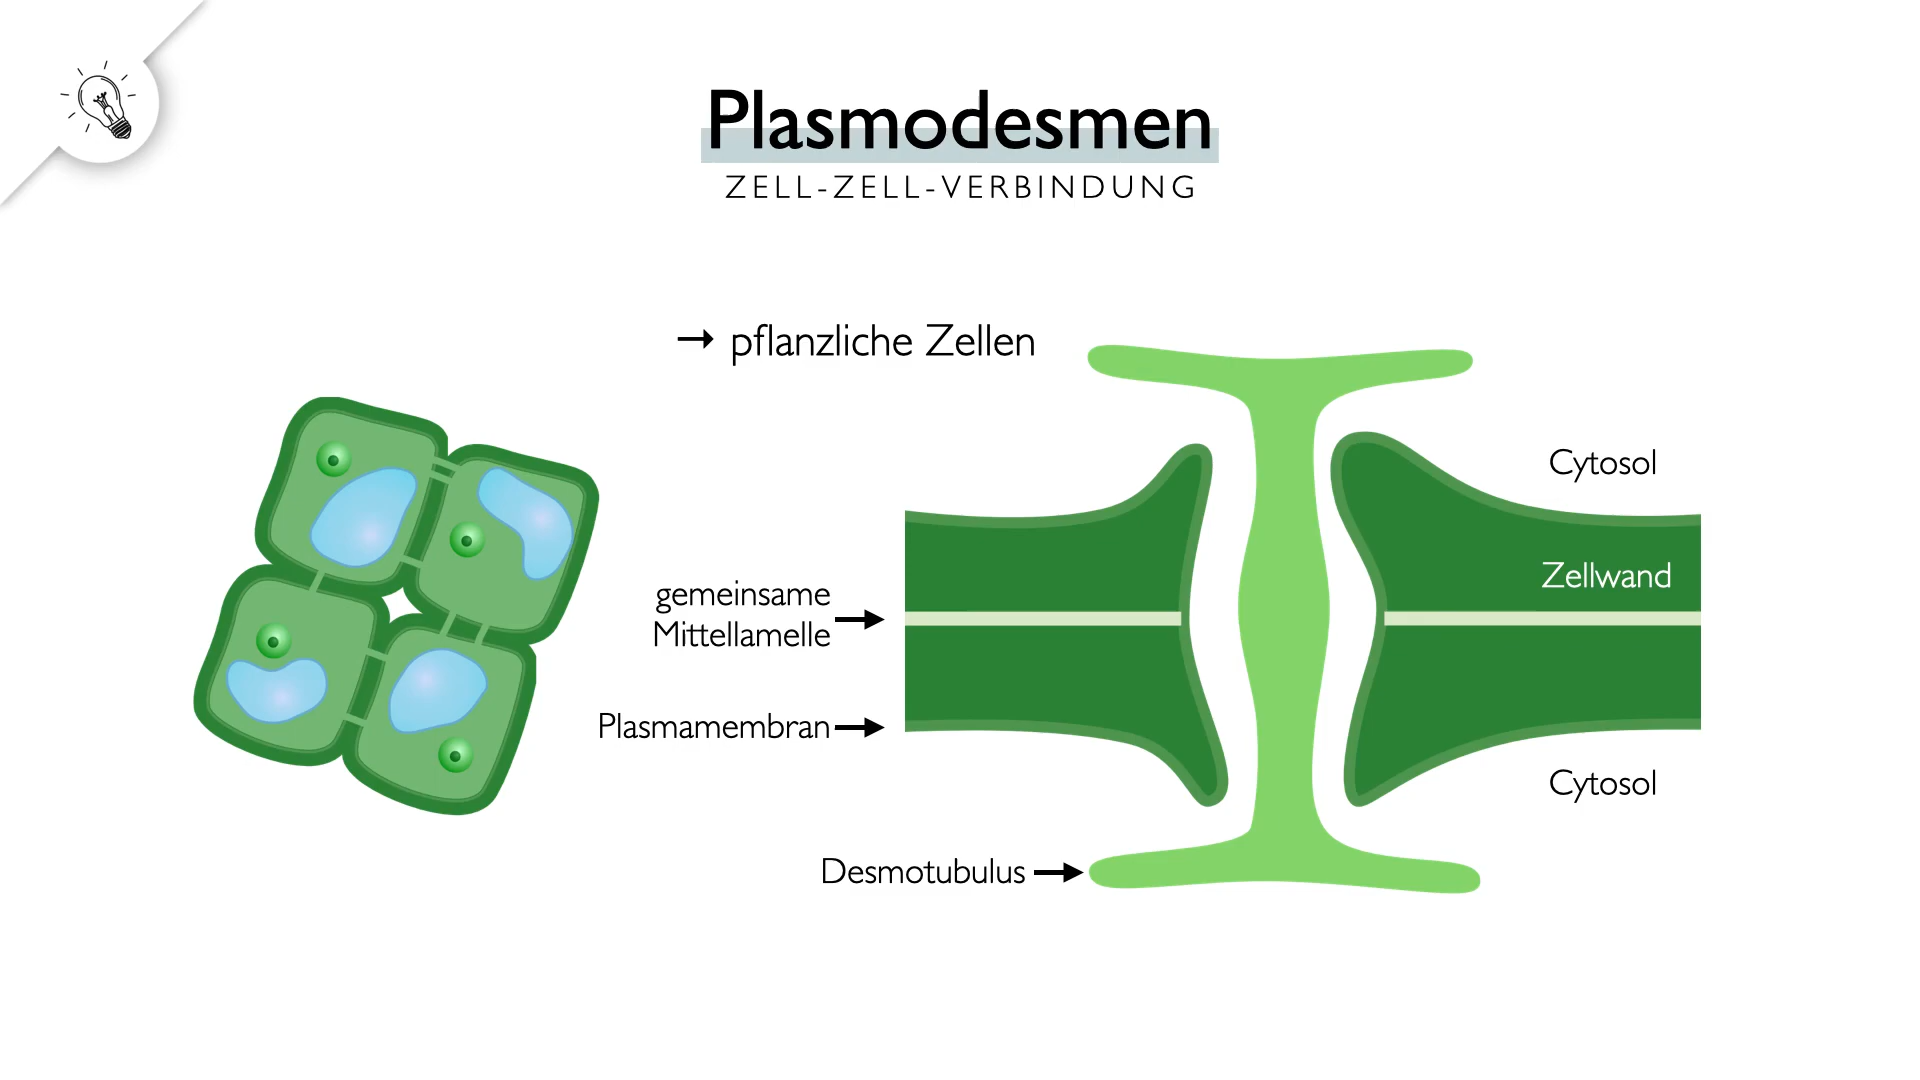 Plasmodesmen
ZELL-ZELL-VERBINDUNG
→ pflanzliche Zellen
Cytosol
Zellwand
gemeinsame
Mittellamelle
Plasmamembran
Cytosol
Desmotubulus